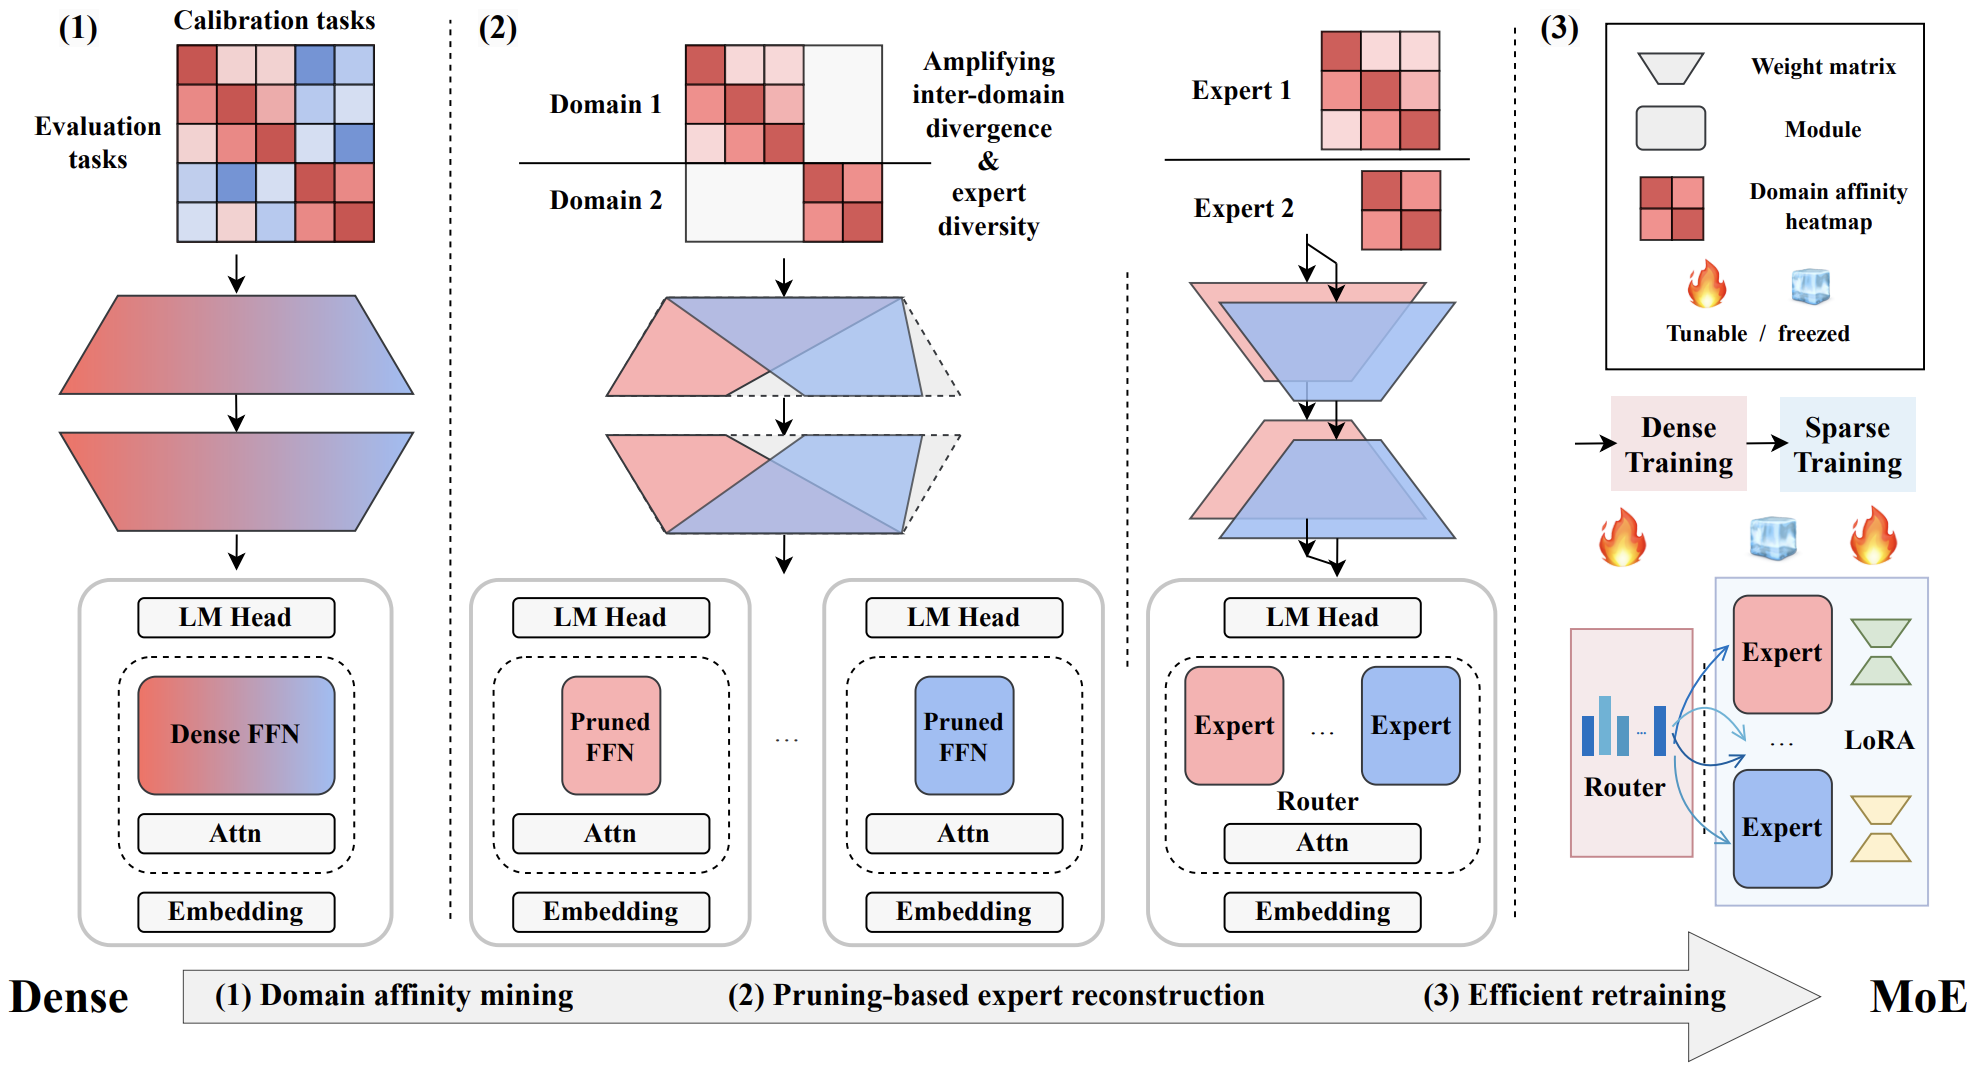 (1)
Calibration tasks
Evaluation
tasks
LM Head
Dense FFN
Attn
Embedding
(2)
Domain 1
Domain 2
Amplifying
inter-domain
divergence
&
expert
diversity
LM Head
Pruned
FFN
Attn
Embedding
...
LM Head
Pruned
FFN
Attn
Embedding
Expert 1
Expert 2
LM Head
Expert
...
Expert
Router
Attn
Embedding
(3)
Weight matrix
Module
Domain affinity
heatmap
Tunable / freezed
Dense
Training
Sparse
Training
...
Router
Expert
...
LoRA
Expert
Dense
(1) Domain affinity mining
(2) Pruning-based expert reconstruction
(3) Efficient retraining
MoE